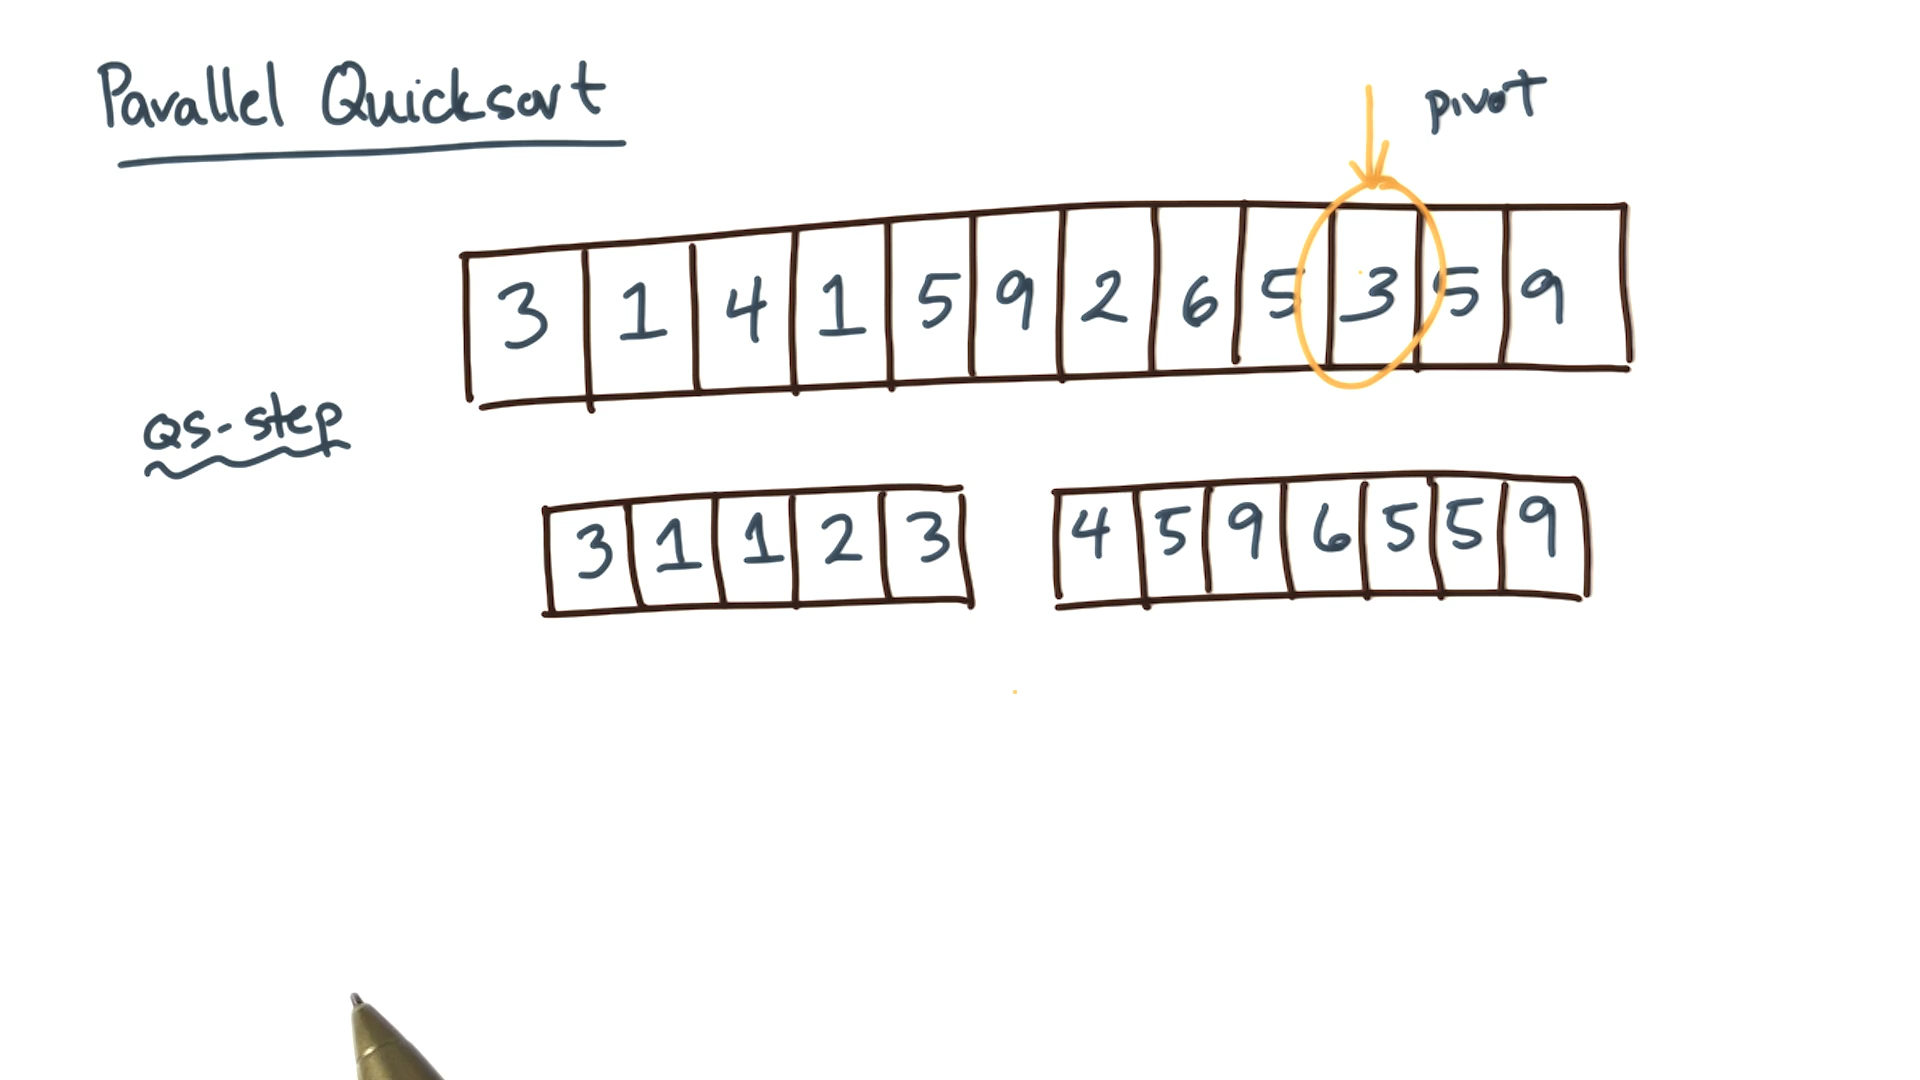 Parallel Quicksort
pivot
3 1 4 1 5 9 2 6 5 3 5 9
QS-step
3 1 1 2 3 4 5 9 6 5 5 9